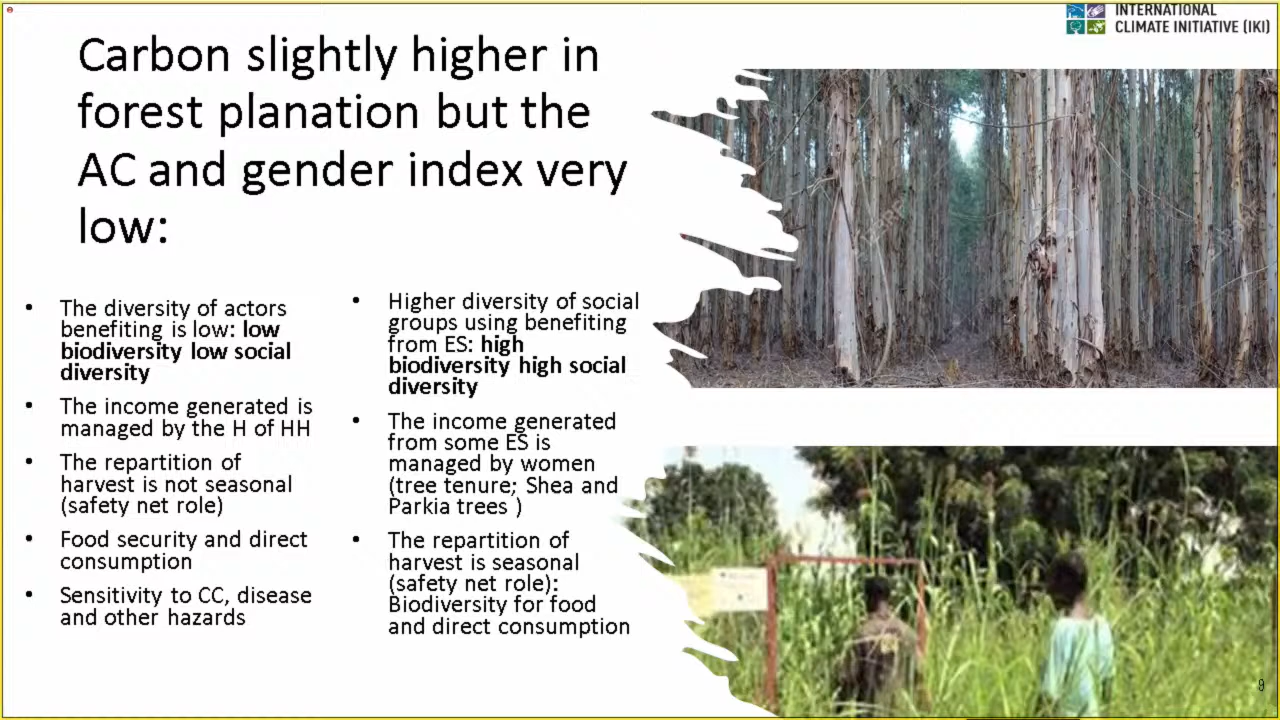 INTERNATIONAL
CLIMATE INITIATIVE (IKI)
Carbon slightly higher in
forest planation but the
AC and gender index very
low:
• The diversity of actors
benefiting is low: low
biodiversity low social
diversity
• The income generated is
managed by the H of HH
• The repartition of
harvest is not seasonal
(safety net role)
• Food security and direct
consumption
• Sensitivity to CC, disease
and other hazards
• Higher diversity of social
groups using benefiting
from ES: high
biodiversity high social
diversity
• The income generated
from some ES is
managed by women
(tree tenure; Shea and
Parkia trees )
• The repartition of
harvest is seasonal
(safety net role):
Biodiversity for food
and direct consumption
9